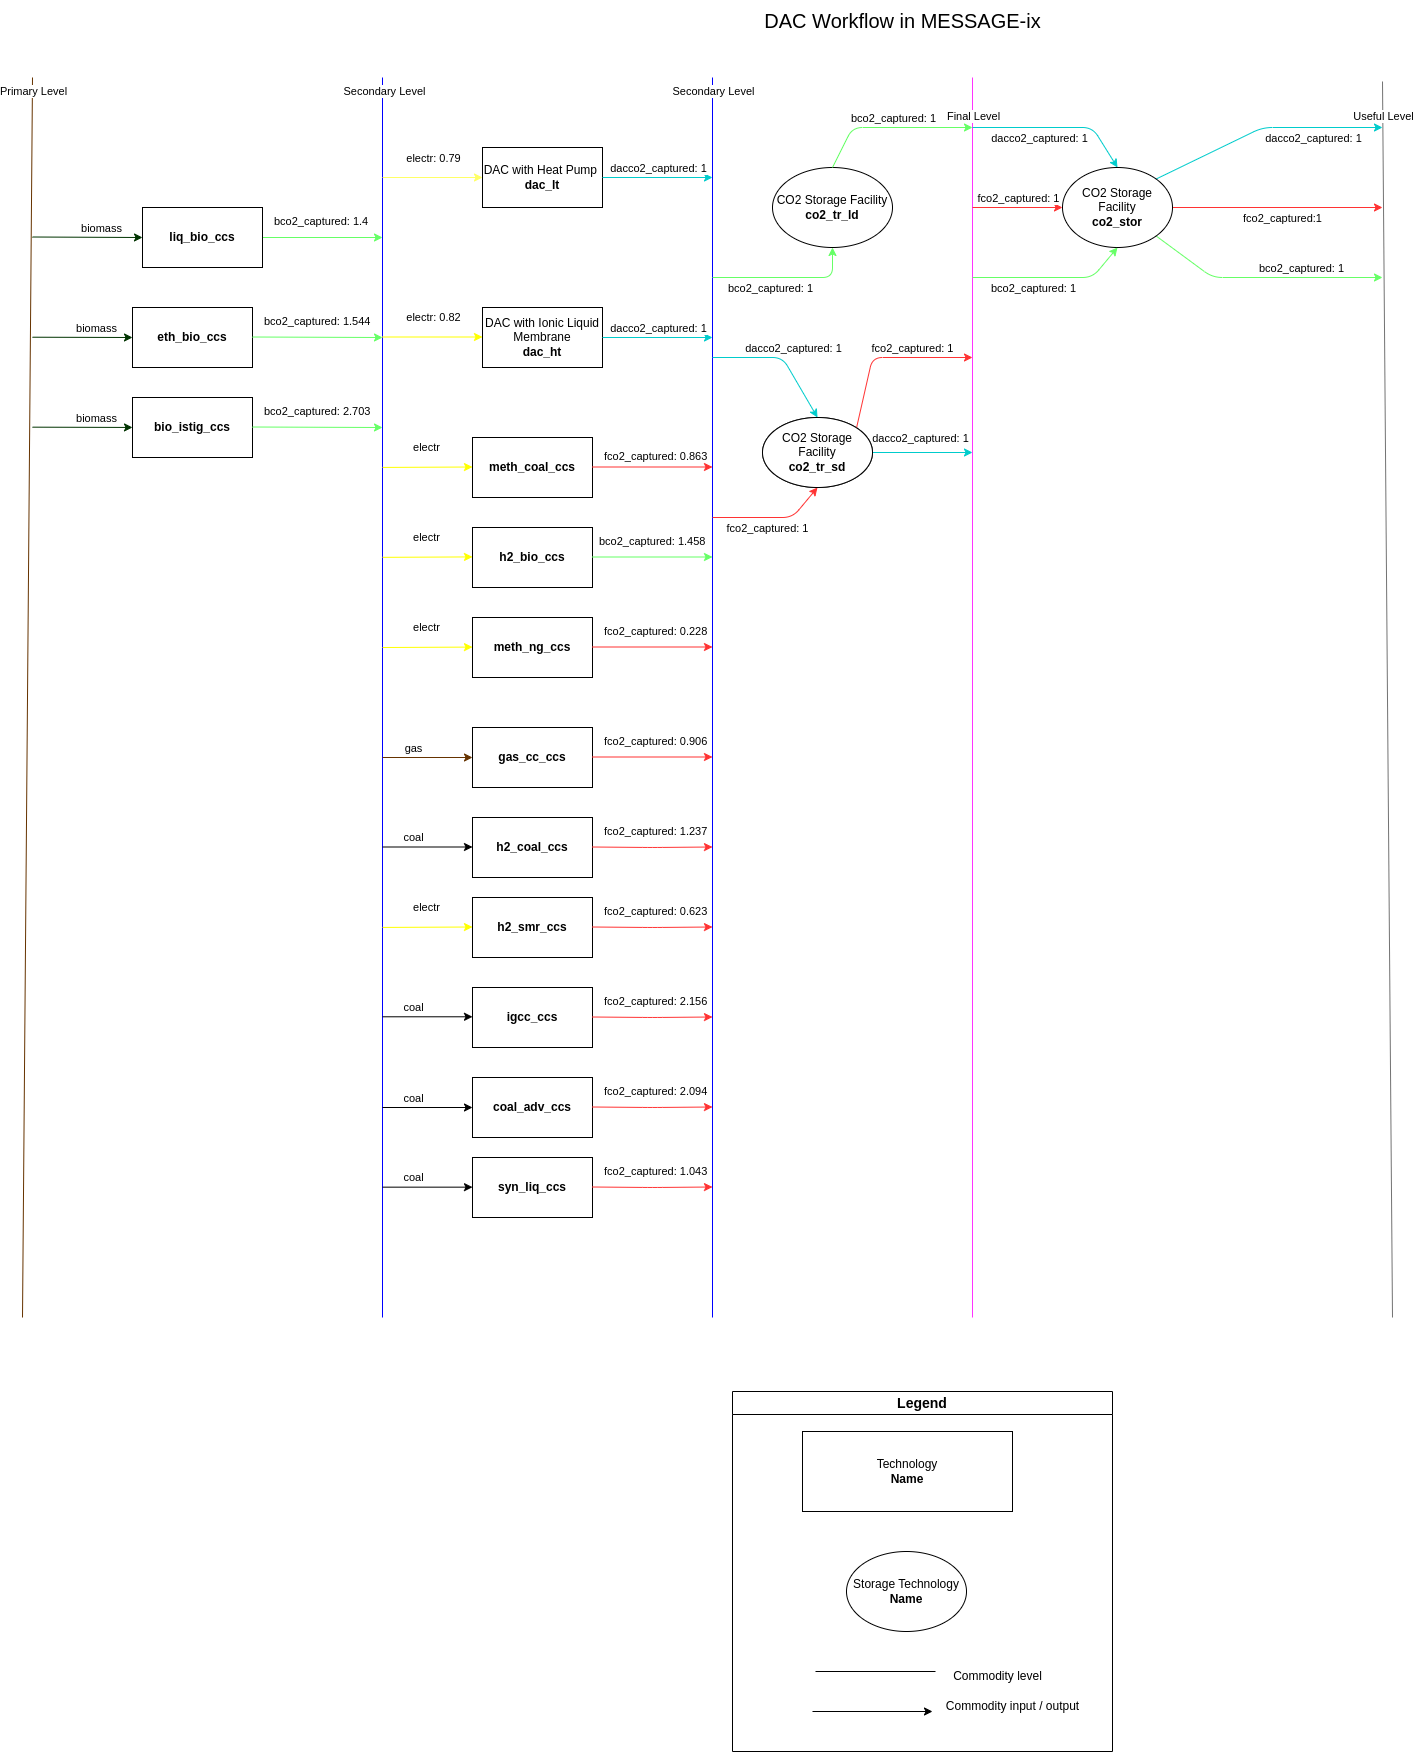 DAC Workflow in MESSAGE-ix
Primary Level
Secondary Level
Secondary Level
Final Level
Useful Level
biomass
liq_bio_ccs
bco2_captured: 1.4
biomass
eth_bio_ccs
bco2_captured: 1.544
biomass
bio_istig_ccs
bco2_captured: 2.703
electr: 0.79
DAC with Heat Pump
dac_lt
dacco2_captured: 1
electr: 0.82
DAC with Ionic Liquid
Membrane
dac_ht
dacco2_captured: 1
electr
meth_coal_ccs
fco2_captured: 0.863
electr
h2_bio_ccs
bco2_captured: 1.458
electr
meth_ng_ccs
fco2_captured: 0.228
gas
gas_cc_ccs
fco2_captured: 0.906
coal
h2_coal_ccs
fco2_captured: 1.237
electr
h2_smr_ccs
fco2_captured: 0.623
coal
igcc_ccs
fco2_captured: 2.156
coal
coal_adv_ccs
fco2_captured: 2.094
coal
syn_liq_ccs
fco2_captured: 1.043
bco2_captured: 1
CO2 Storage Facility
co2_tr_ld
bco2_captured: 1
dacco2_captured: 1
fco2_captured: 1
CO2 Storage
Facility
co2_tr_sd
dacco2_captured: 1
fco2_captured: 1
dacco2_captured: 1
fco2_captured: 1
bco2_captured: 1
CO2 Storage
Facility
co2_stor
dacco2_captured: 1
fco2_captured:1
bco2_captured: 1
Legend
Technology
Name
Storage Technology
Name
Commodity level
Commodity input / output